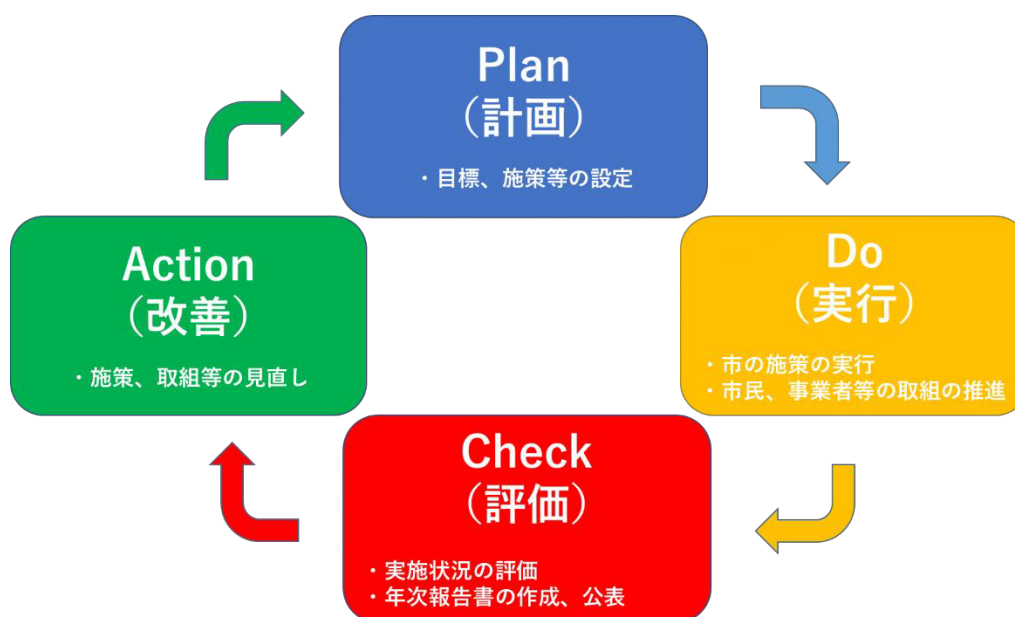 Plan
（計画）
・目標、施策等の設定
Do
（実行）
・市の施策の実行
・市民、事業者等の取組の推進
Check
（評価）
・実施状況の評価
・年次報告書の作成、公表
Action
（改善）
・施策、取組等の見直し